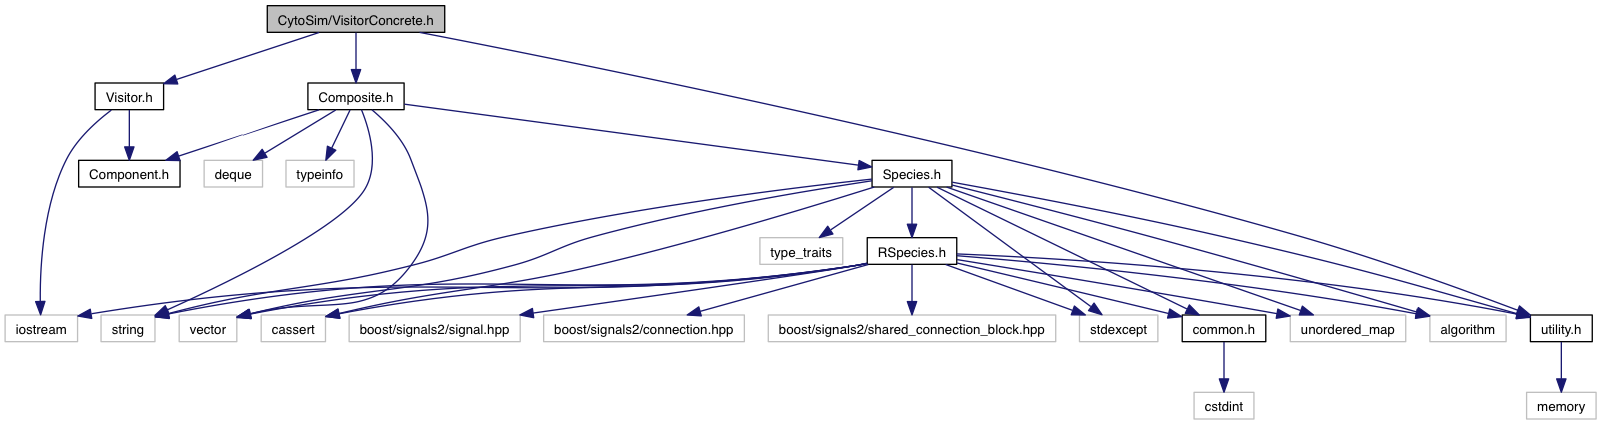 CytoSim/VisitorConcrete.h
Visitor.h
Composite.h
Component.h
deque
typeinfo
Species.h
type_traits
RSpecies.h
iostream
string
vector
cassert
boost/signals2/signal.hpp
boost/signals2/connection.hpp
boost/signals2/shared_connection_block.hpp
stdexcept
common.h
unordered_map
algorithm
utility.h
cstdint
memory